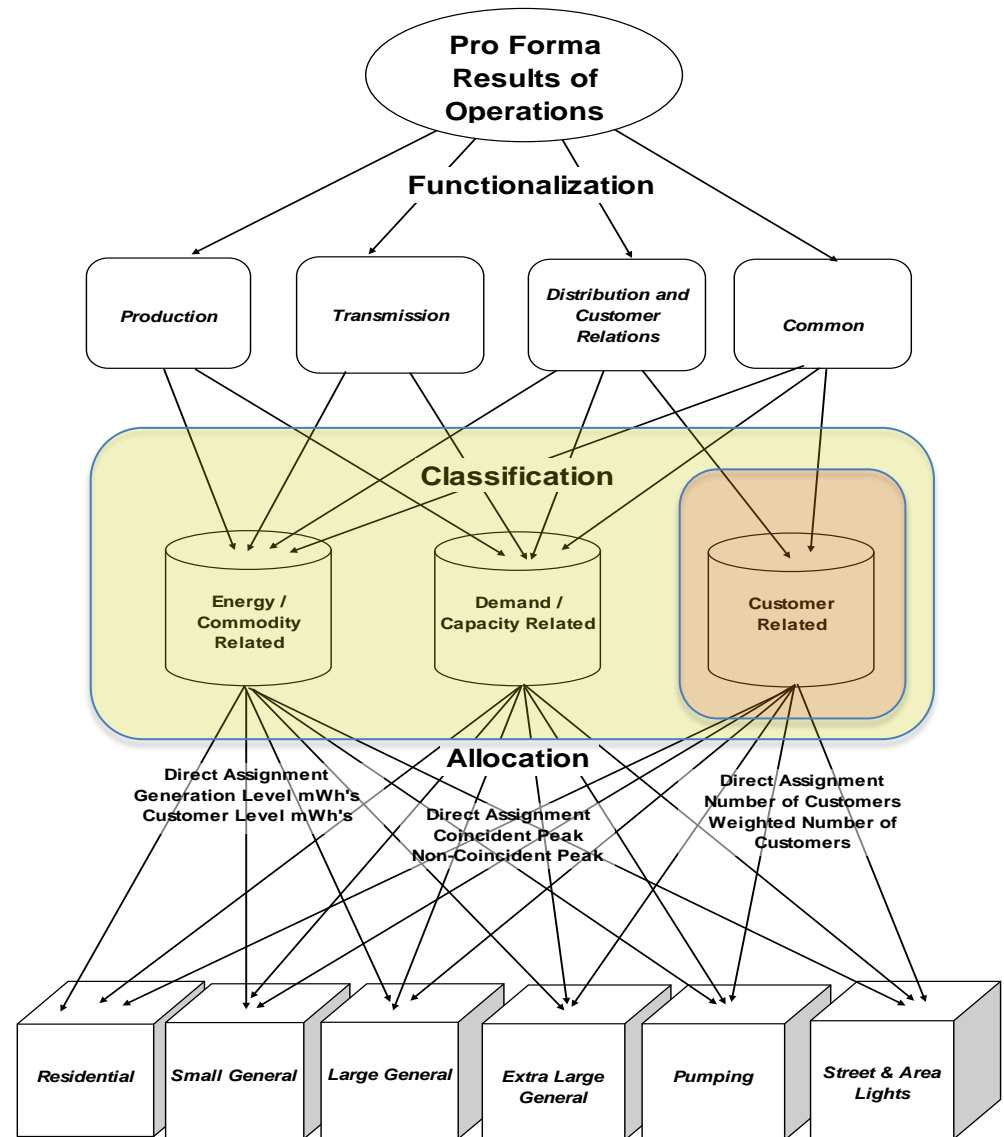 Pro Forma
Results of
Operations
Functionalization
Production
Transmission
Distribution and
Customer
Relations
Common
Classification
Energy /
Commodity
Related
Demand /
Capacity Related
Customer
Related
Allocation
Direct Assignment
Generation Level mWh's
Customer Level mWh's
Direct Assignment
Coincident Peak
Non-Coincident Peak
Direct Assignment
Number of Customers
Weighted Number of
Customers
Residential
Small General
Large General
Extra Large
General
Pumping
Street & Area
Lights